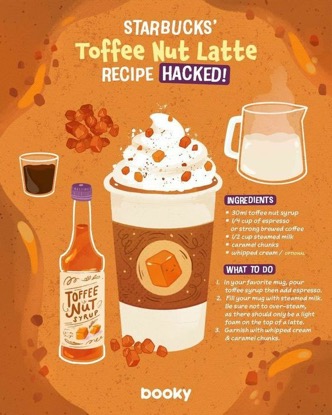 STARBUCKS'
Toffee Nut Latte
RECIPE HACKED!
INGREDIENTS
• 30ml toffee nut syrup
• 1/4 cup of espresso
or strong brewed coffee
• 1/2 cup steamed milk
• caramel chunks
• whipped cream / optional
WHAT TO DO
1. In your favorite mug, pour
toffee syrup then add espresso.
2. Fill your mug with steamed milk.
Be sure not to over-steam,
as there should only be a light
foam on the top of a latte.
3. Garnish with whipped cream
& caramel chunks.
TOFFEE
NUT
SYRUP
booky